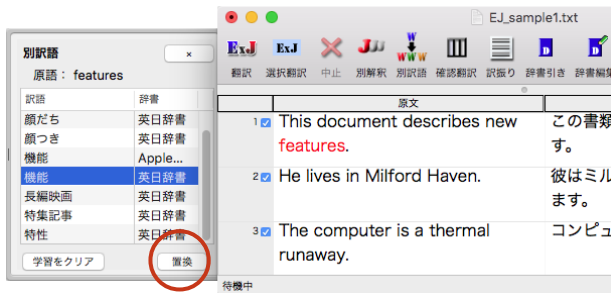 別訳語
×
原語： features
訳語 辞書
顔だち 英日辞書
顔つき 英日辞書
機能 Apple...
機能 英日辞書
長編映画 英日辞書
特集記事 英日辞書
特性 英日辞書
学習をクリア 置換
EJ_sample1.txt
ExJ ExJ JJJ W WWW D D
翻訳 選択翻訳 中止 別解釈 別訳語 確認翻訳 訳振り 辞書引き 辞書編集
原文
1 This document describes new この書類
features. す。
2 He lives in Milford Haven. 彼はミル
ます。
3 The computer is a thermal コンピュ
runaway.
待機中